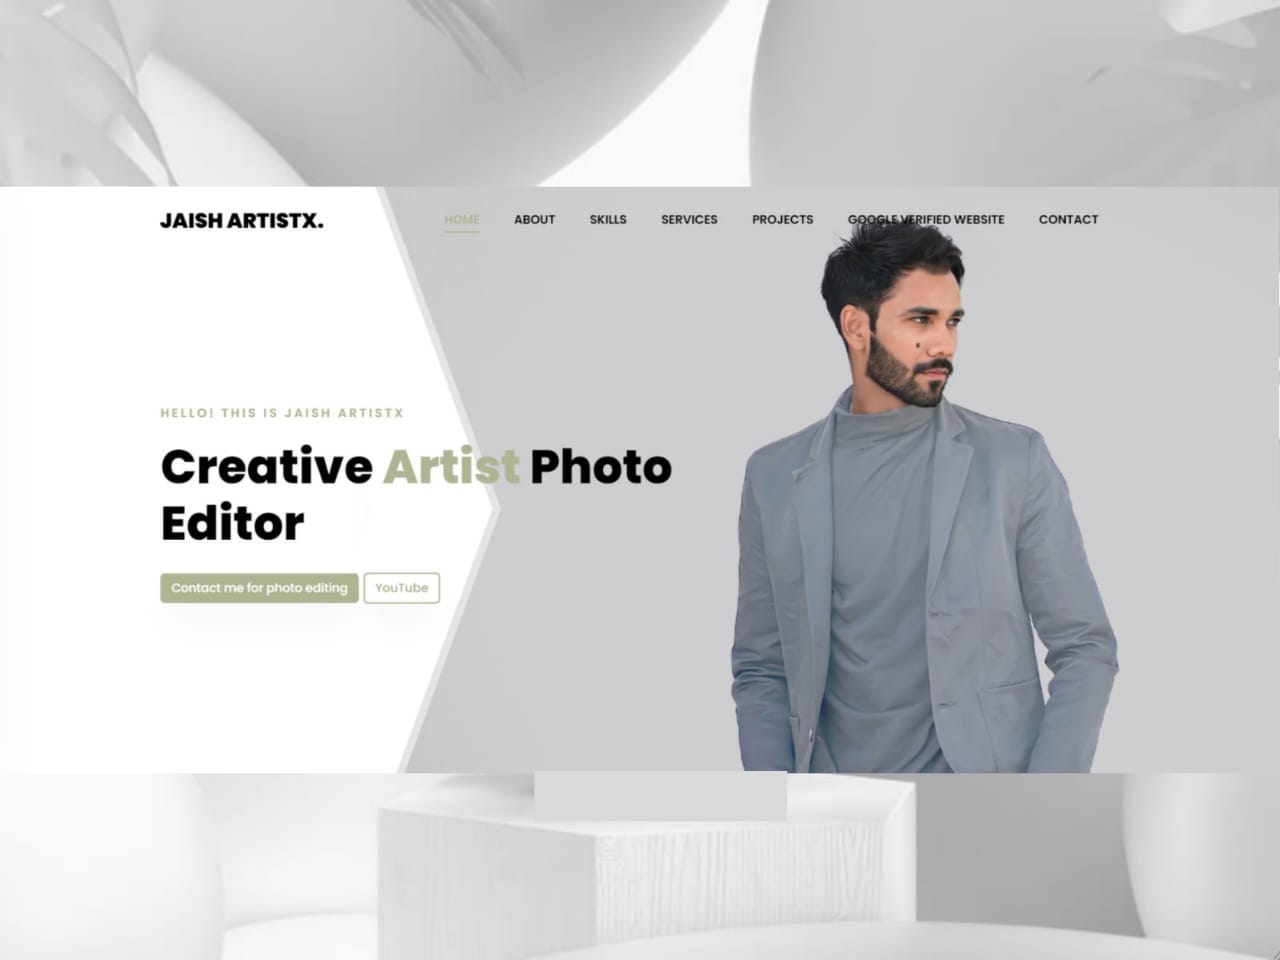 JAISH ARTISTX.
HOME ABOUT SKILLS SERVICES PROJECTS GOOGLE VERIFIED WEBSITE CONTACT
HELLO! THIS IS JAISH ARTISTX
Creative Artist Photo
Editor
Contact me for photo editing YouTube